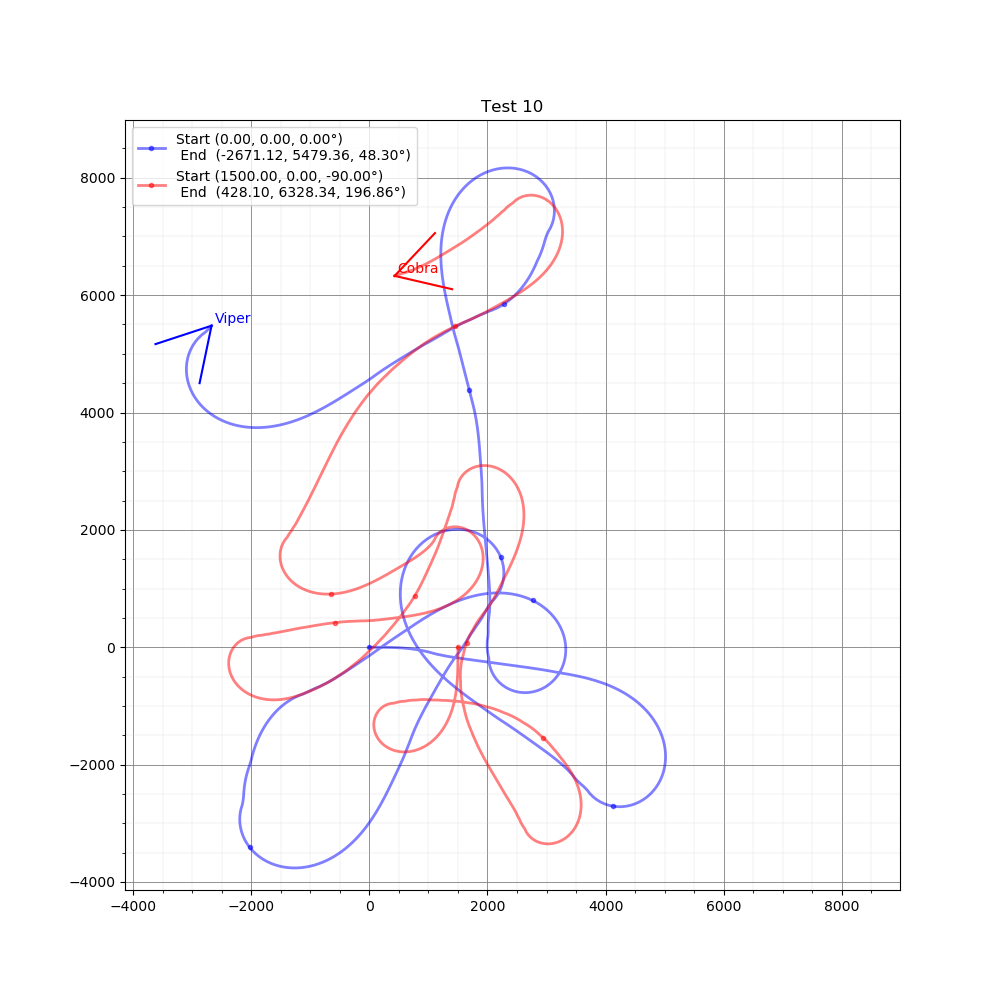 Test 10
Start (0.00, 0.00, 0.00°)
End (-2671.12, 5479.36, 48.30°)
Start (1500.00, 0.00, -90.00°)
End (428.10, 6328.34, 196.86°)
8000
6000
4000
2000
0
−2000
−4000
Cobra
Viper
−4000 −2000 0 2000 4000 6000 8000